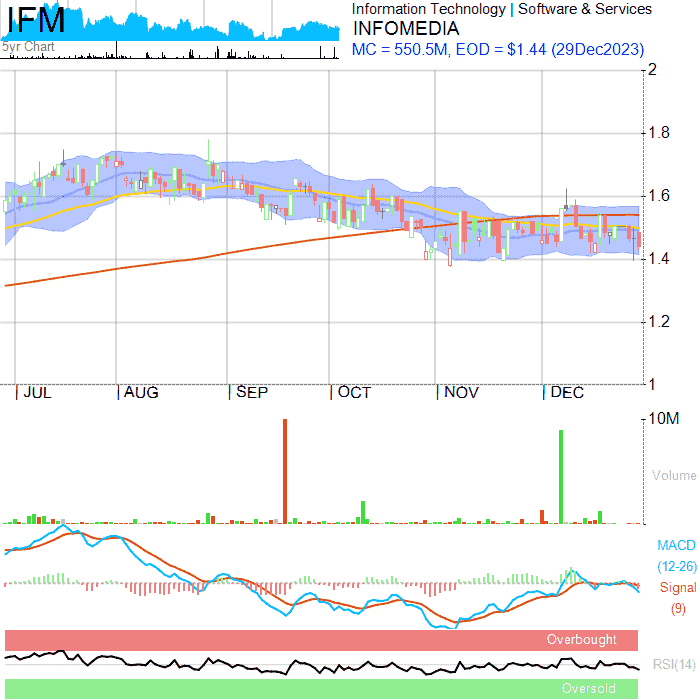 IFM
5yr Chart
Information Technology | Software & Services
INFOMEDIA
MC = 550.5M, EOD = $1.44 (29Dec2023)
2
1.8
1.6
1.4
1.2
1
JUL
AUG
SEP
OCT
NOV
DEC
10M
Volume
MACD
(12-26)
Signal
(9)
Overbought
RSI(14)
Oversold